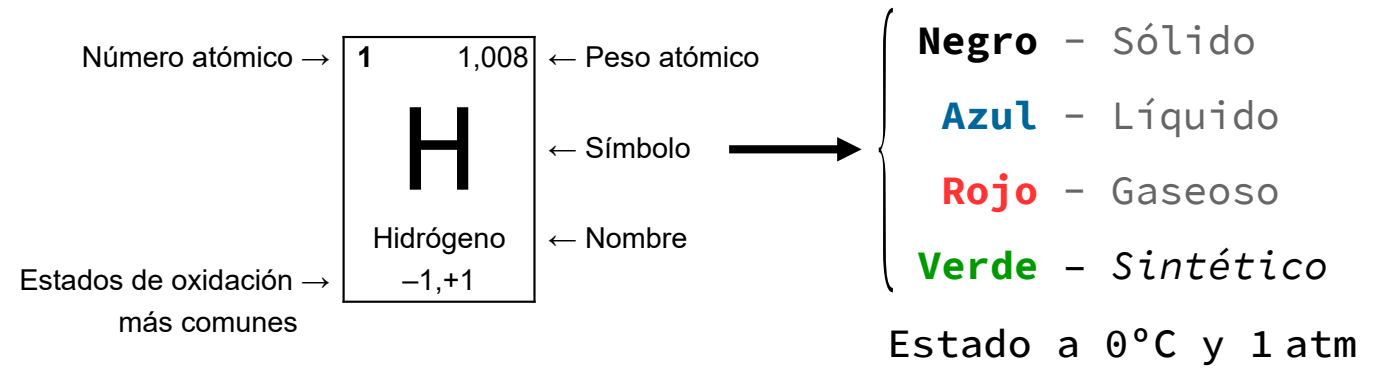 Número atómico →
1
1,008
← Peso atómico
H
← Símbolo
Hidrógeno
← Nombre
Estados de oxidación →
más comunes
–1,+1
Negro – Sólido
Azul – Líquido
Rojo – Gaseoso
Verde – Sintético
Estado a 0ºC y 1 atm